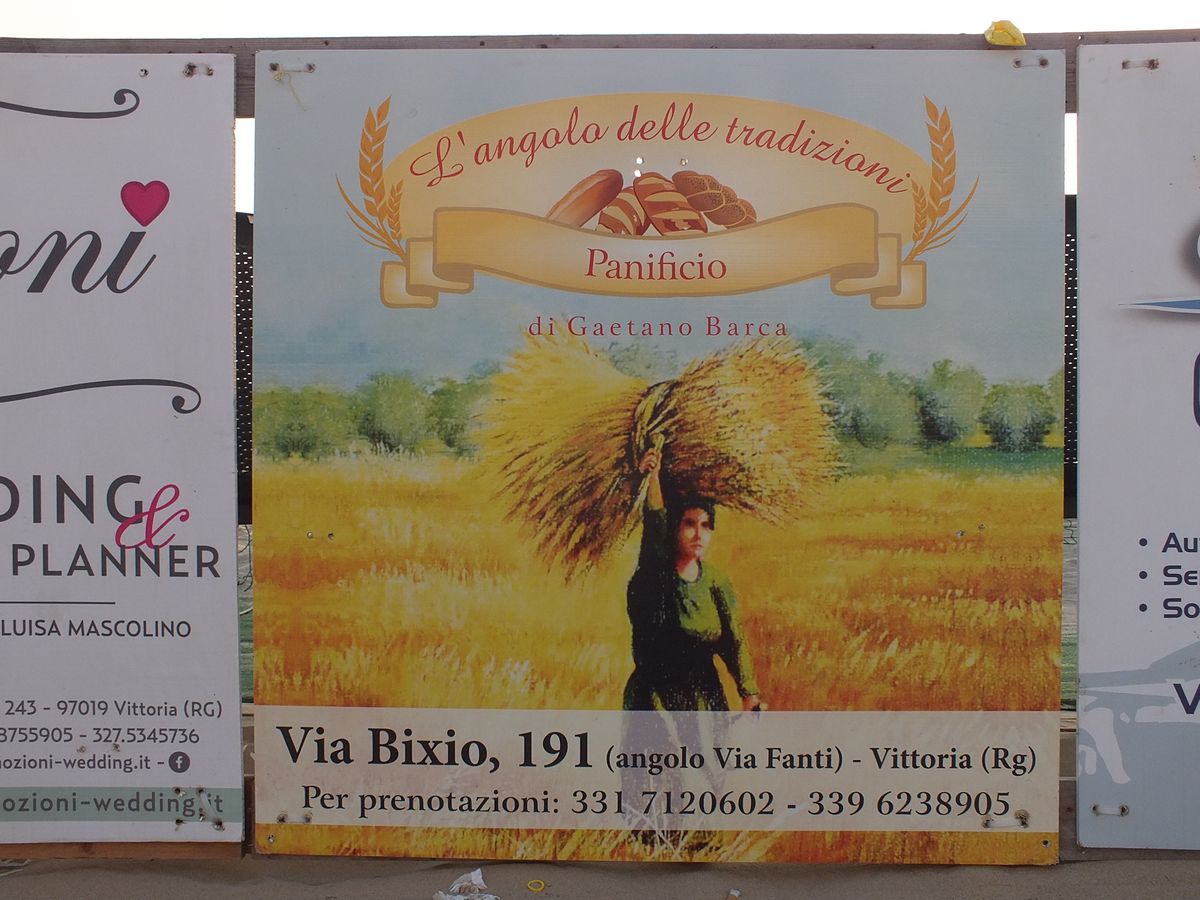 oni
DING
&
PLANNER
LUISA MASCOLINO
243 - 97019 Vittoria (RG)
8755905 - 327.5345736
ozioni-wedding.it -
ozioni-wedding.it
L'angolo delle tradizioni
Panificio
di Gaetano Barca
Via Bixio, 191 (angolo Via Fanti) - Vittoria (Rg)
Per prenotazioni: 331 7120602 - 339 6238905
• Au
• Se
• So
V